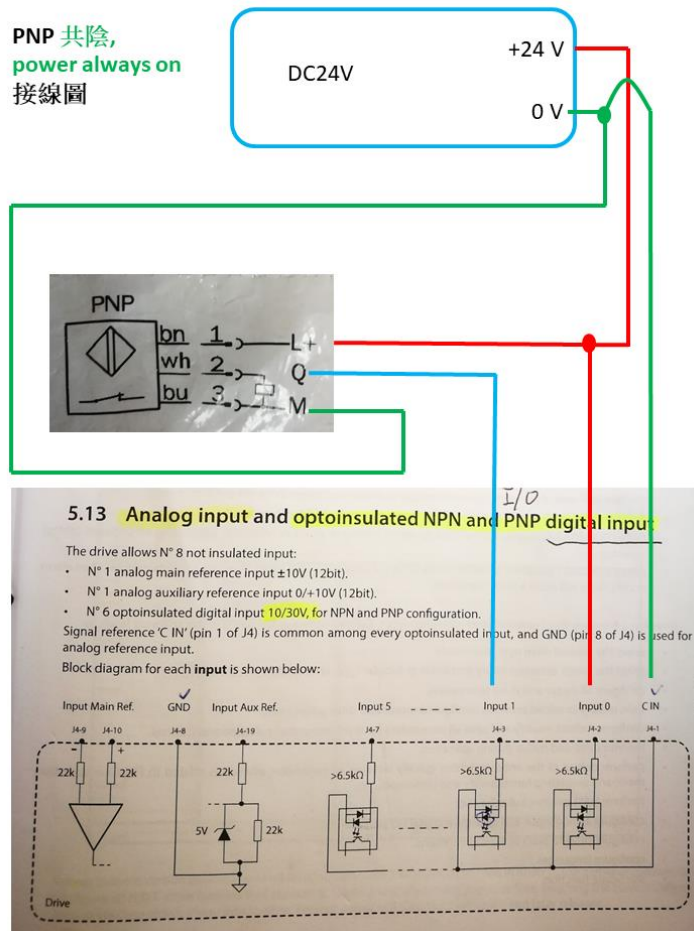 PNP 共陰,
power always on
接線圖
DC24V
+24 V
0 V
PNP
bn 1 L+
wh 2 Q
bu 3 M
I/O
5.13 Analog input and optoinsulated NPN and PNP digital input
The drive allows N° 8 not insulated input:
• N° 1 analog main reference input ±10V (12bit).
• N° 1 analog auxiliary reference input 0/+10V (12bit).
• N° 6 optoinsulated digital input 10/30V, for NPN and PNP configuration.
Signal reference 'C IN' (pin 1 of J4) is common among every optoinsulated input, and GND (pin 8 of J4) is used for
analog reference input.
Block diagram for each input is shown below:
Input Main Ref. GND Input Aux Ref. Input 5 Input 1 Input 0 C IN
J4-9 J4-10 J4-8 J4-19 J4-7 J4-3 J4-2 J4-1
- +
22k 22k 22k >6.5kΩ >6.5kΩ >6.5kΩ
5V 22k
Drive